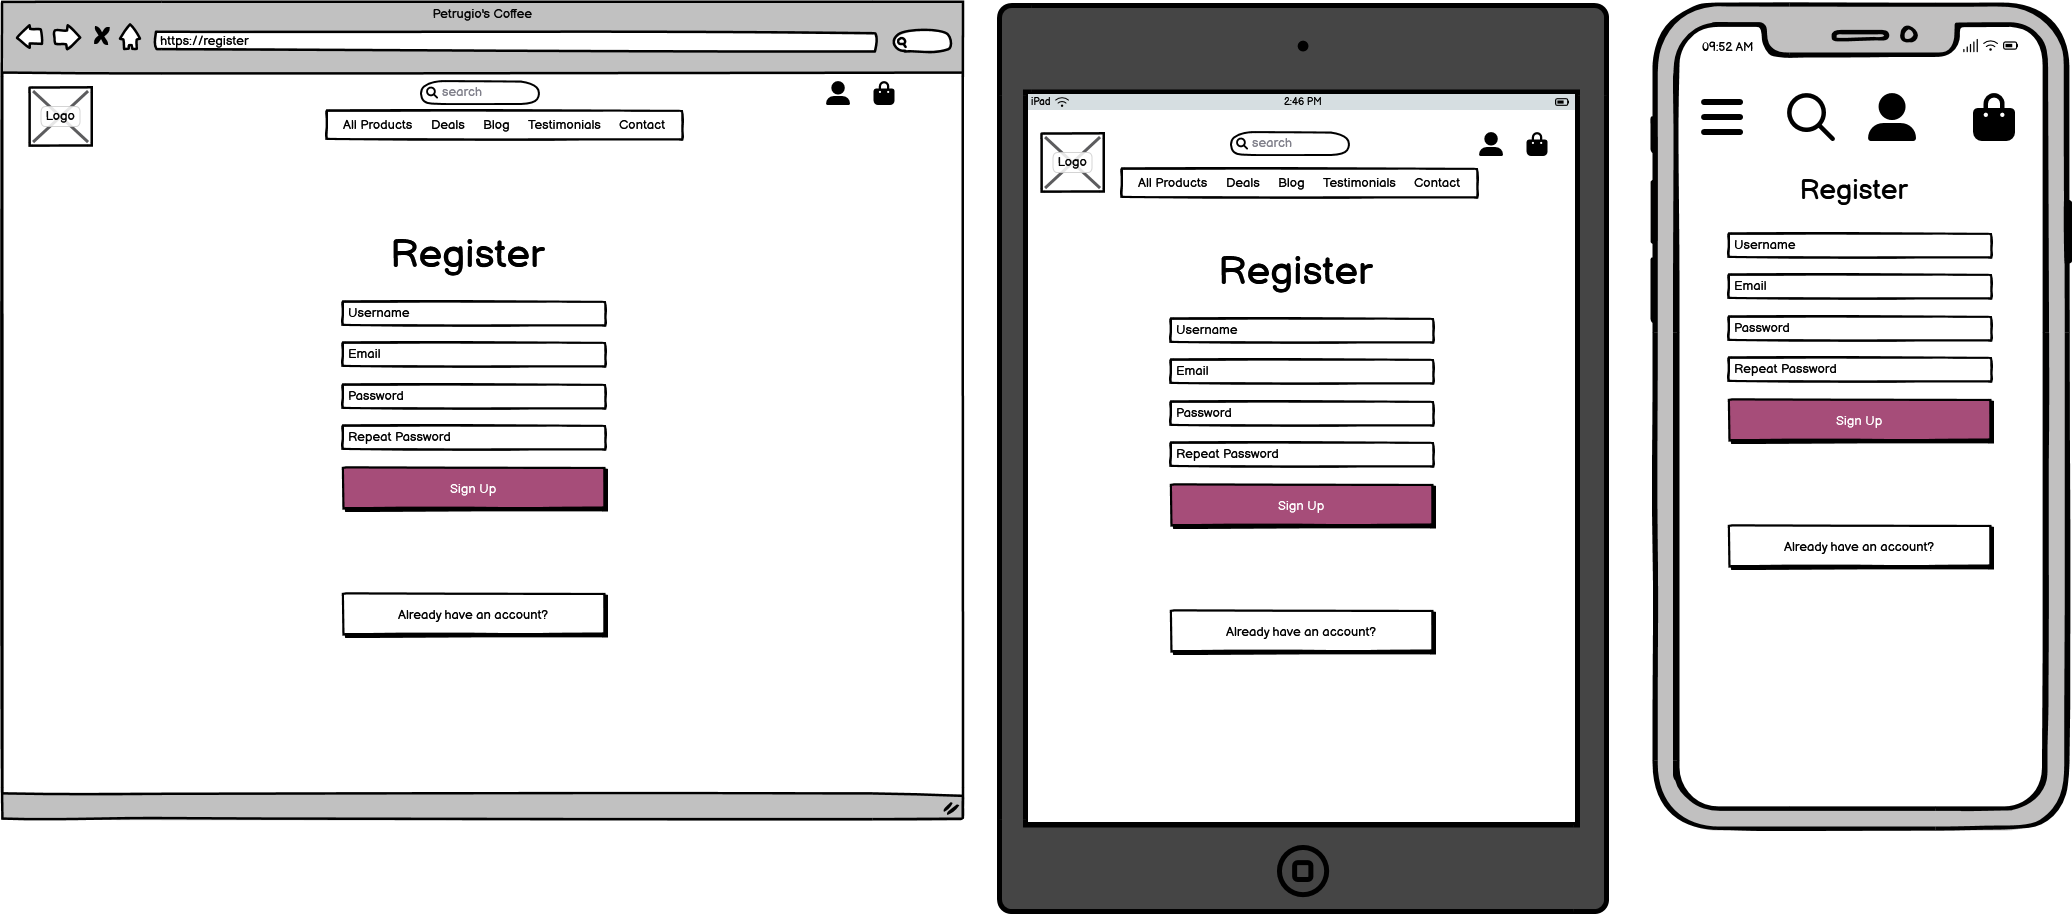 Petrugio's Coffee
https://register
Logo
search
All Products Deals Blog Testimonials Contact
Register
Username
Email
Password
Repeat Password
Sign Up
Already have an account?
iPad 2:46 PM
Logo
search
All Products Deals Blog Testimonials Contact
Register
Username
Email
Password
Repeat Password
Sign Up
Already have an account?
09:52 AM
Register
Username
Email
Password
Repeat Password
Sign Up
Already have an account?